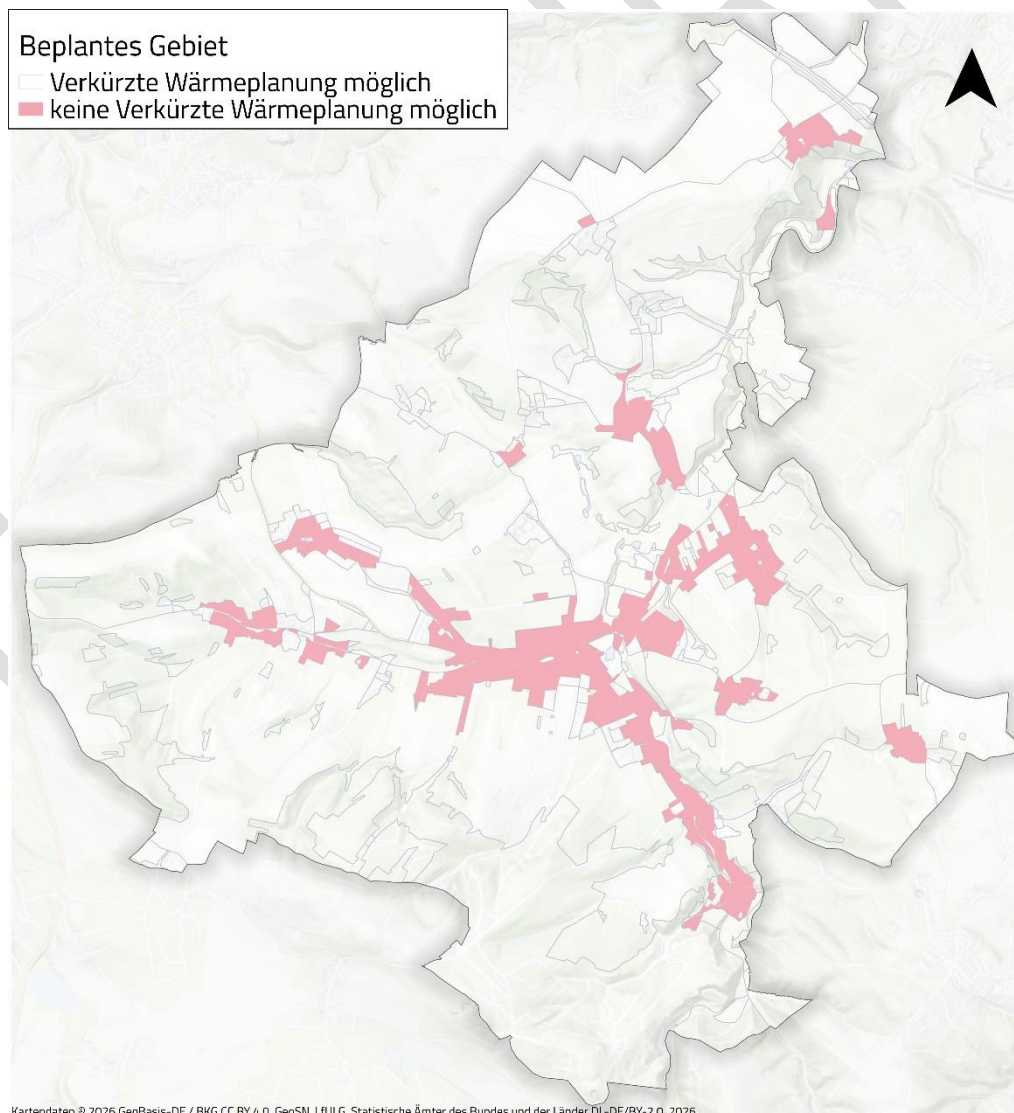 Beplantes Gebiet
Verkürzte Wärmeplanung möglich
keine Verkürzte Wärmeplanung möglich
Kartendaten © 2026 GeoBasis-DE / BKG CC BY 4.0, GeoSN, LfULG, Statistische Ämter des Bundes und der Länder DL-DE/BY-2.0, 2026